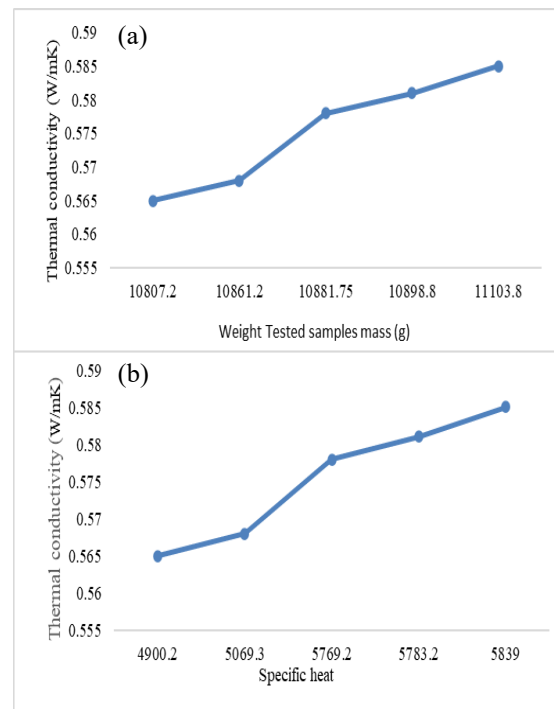 (a)
Thermal conductivity (W/mK)
0.59
0.585
0.58
0.575
0.57
0.565
0.56
0.555
10807.2 10861.2 10881.75 10898.8 11103.8
Weight Tested samples mass (g)
(b)
Thermal conductivity (W/mK)
0.59
0.585
0.58
0.575
0.57
0.565
0.56
0.555
4900.2 5069.3 5769.2 5783.2 5839
Specific heat